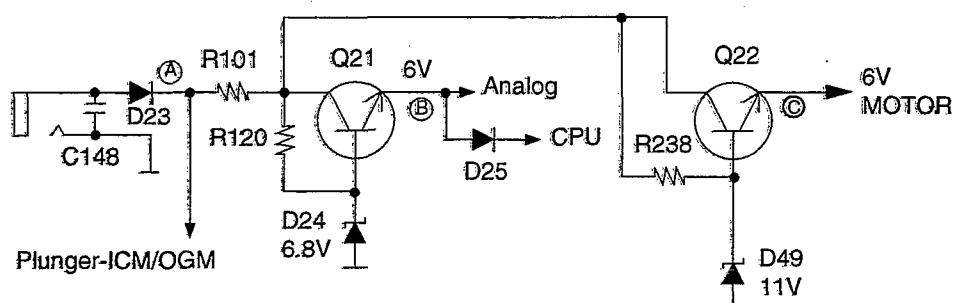 Q21
Q22
R101
A
6V
6V
Analog
MOTOR
B
C
D23
R120
CPU
R238
C148
D25
D24
6.8V
Plunger-ICM/OGM
D49
11V